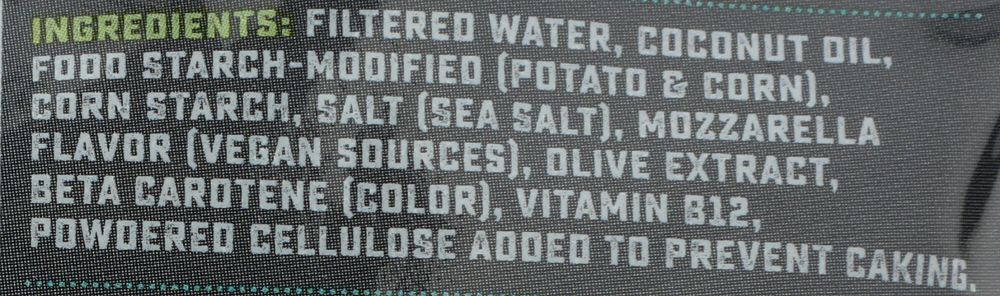 INGREDIENTS: FILTERED WATER, COCONUT OIL,
FOOD STARCH-MODIFIED (POTATO & CORN),
CORN STARCH, SALT (SEA SALT), MOZZARELLA
FLAVOR (VEGAN SOURCES), OLIVE EXTRACT,
BETA CAROTENE (COLOR), VITAMIN B12,
POWDERED CELLULOSE ADDED TO PREVENT CAKING.